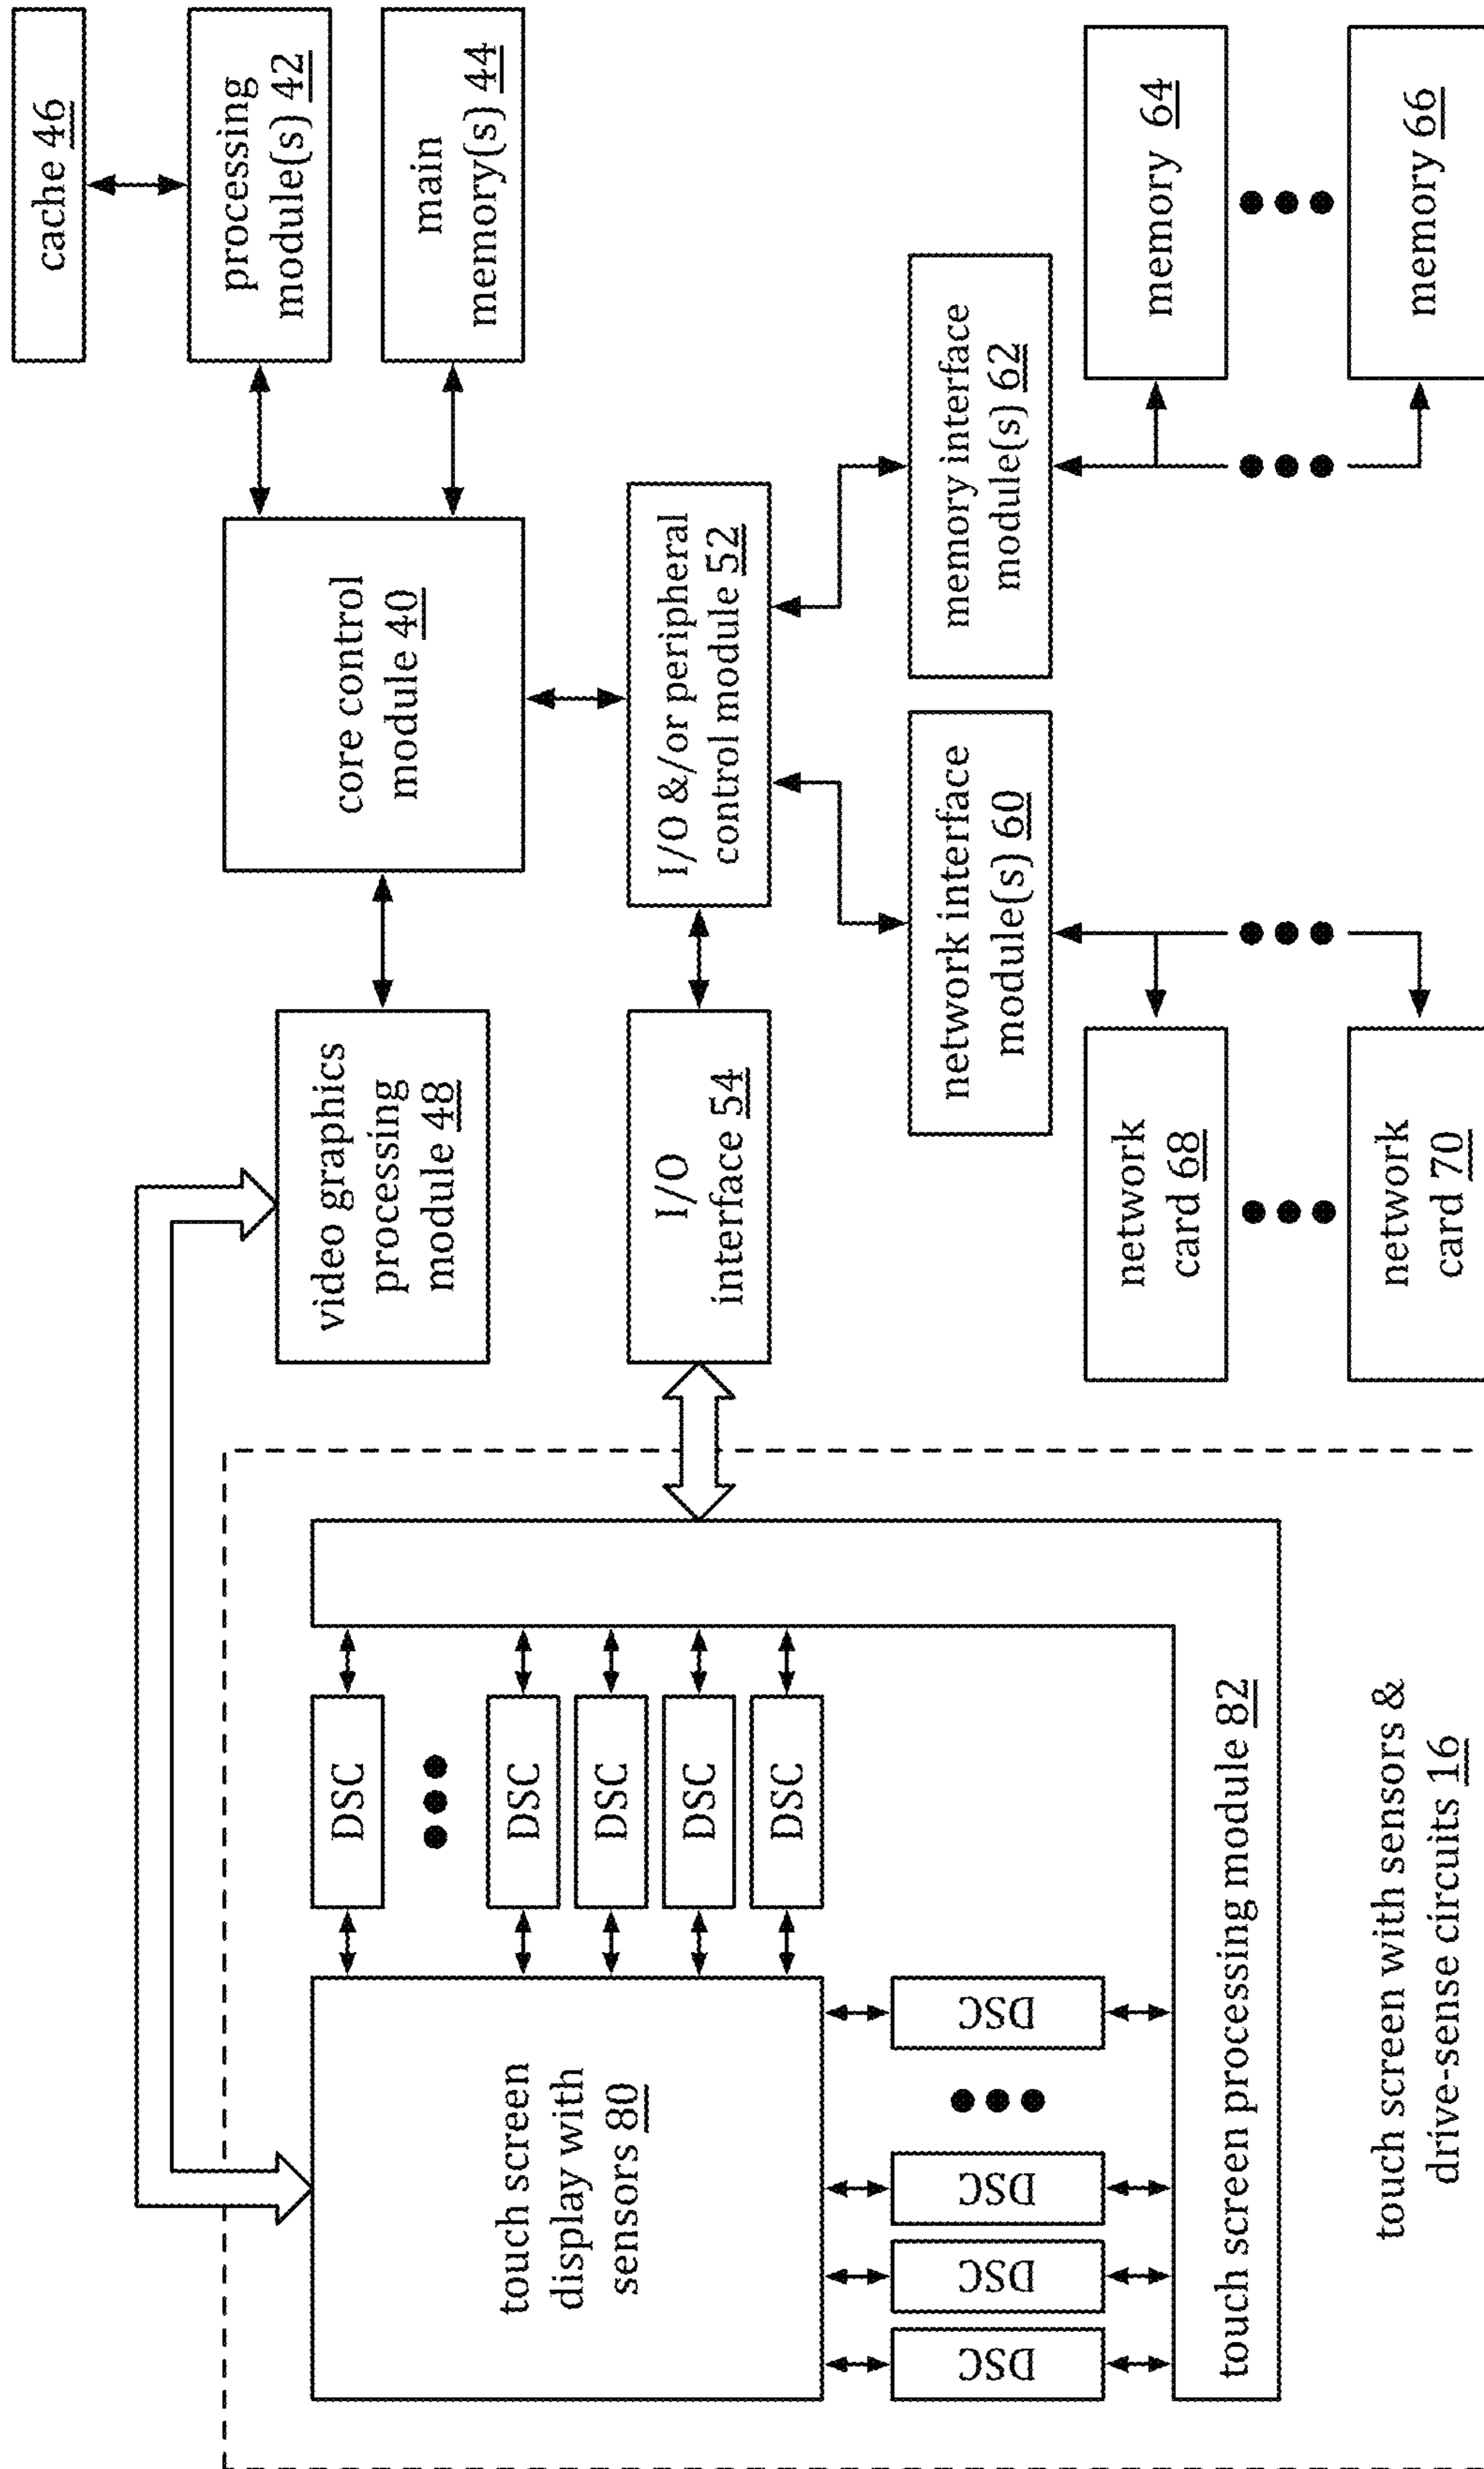 cache 46
processing
module(s) 42
main
memory(s) 44
core control
module 40
video graphics
processing
module 48
I/O &/or peripheral
control module 52
I/O
interface 54
memory interface
module(s) 62
network interface
module(s) 60
memory 64
memory 66
network
card 68
network
card 70
touch screen
display with
sensors 80
DSC
DSC
DSC
DSC
DSC
DSC
DSC
DSC
DSC
touch screen processing module 82
touch screen with sensors &
drive-sense circuits 16